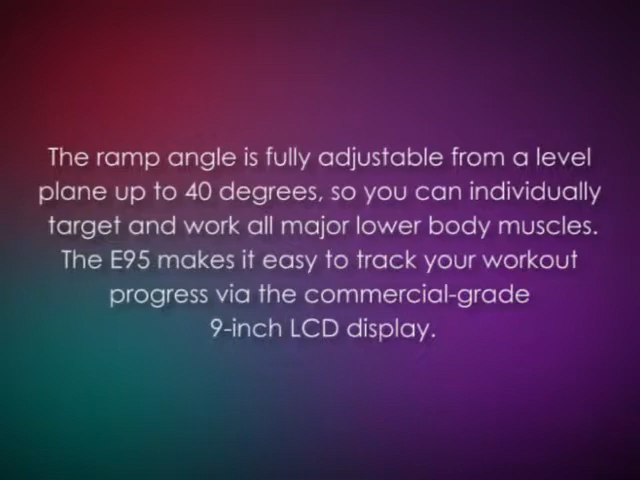 The ramp angle is fully adjustable from a level
plane up to 40 degrees, so you can individually
target and work all major lower body muscles.
The E95 makes it easy to track your workout
progress via the commercial-grade
9-inch LCD display.